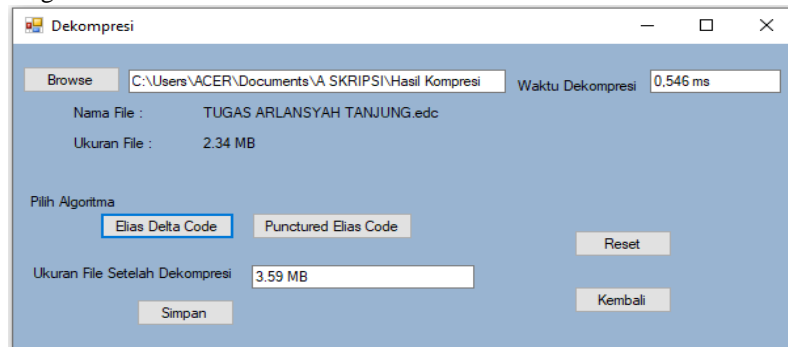 Dekompresi
Browse C:\Users\ACER\Documents\A SKRIPSI\Hasil Kompresi Waktu Dekompresi 0,546 ms
Nama File : TUGAS ARLANSYAH TANJUNG.edc
Ukuran File : 2.34 MB
Pilih Algoritma
Elias Delta Code Punctured Elias Code
Reset
Ukuran File Setelah Dekompresi 3.59 MB
Kembali
Simpan